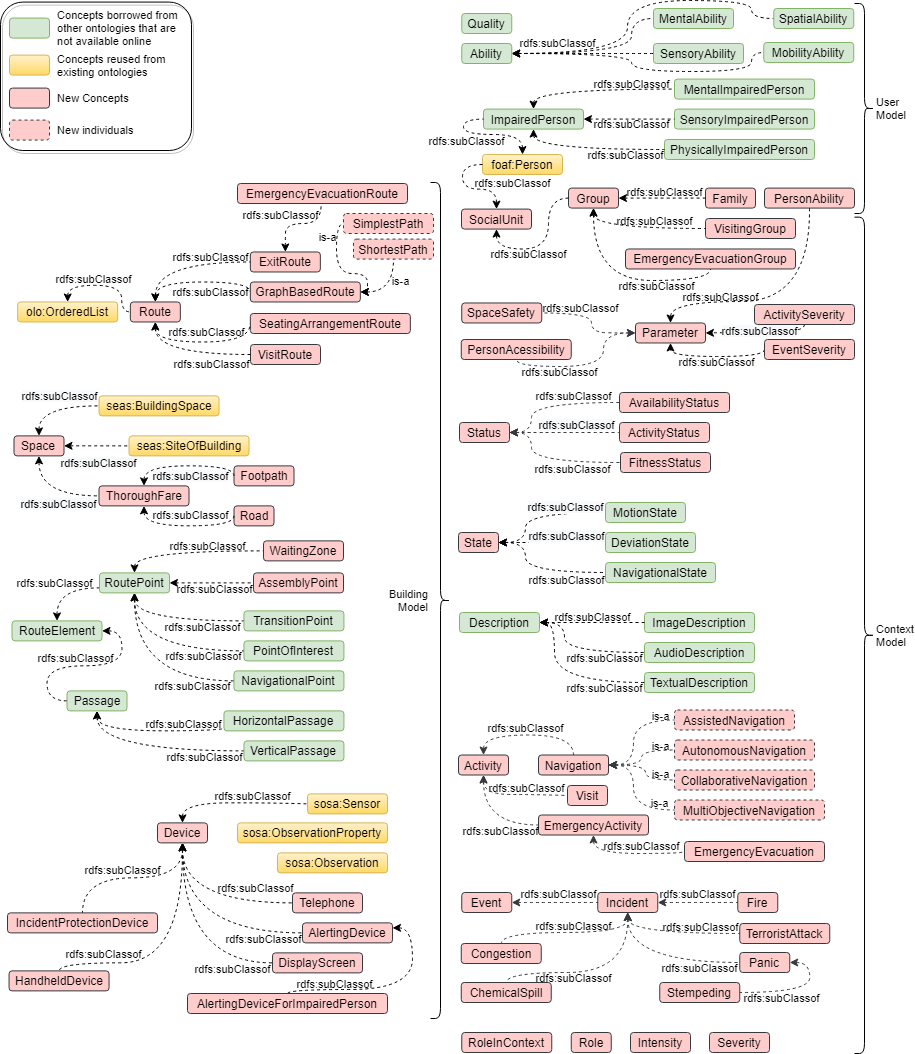 Concepts borrowed from
other ontologies that are
not available online
Concepts reused from
existing ontologies
New Concepts
New individuals
Quality
MentalAbility
SpatialAbility
rdfs:subClassof
Ability
SensoryAbility
MobilityAbility
rdfs:subClassof
MentalImpairedPerson
ImpairedPerson
rdfs:subClassof
SensoryImpairedPerson
rdfs:subClassof
rdfs:subClassof
PhysicallyImpairedPerson
foaf:Person
rdfs:subClassof
User
Model
Group
rdfs:subClassof
Family
PersonAbility
SocialUnit
rdfs:subClassof
VisitingGroup
rdfs:subClassof
EmergencyEvacuationGroup
rdfs:subClassof
rdfs:subClassof
SpaceSafety
rdfs:subClassof
ActivitySeverity
Parameter
rdfs:subClassof
PersonAcessibility
rdfs:subClassof
rdfs:subClassof
EventSeverity
EmergencyEvacuationRoute
rdfs:subClassof
SimplestPath
is-a
ShortestPath
rdfs:subClassof
ExitRoute
rdfs:subClassof
is-a
rdfs:subClassof
GraphBasedRoute
olo:OrderedList
Route
SeatingArrangementRoute
rdfs:subClassof
VisitRoute
rdfs:subClassof
rdfs:subClassof
seas:BuildingSpace
Space
seas:SiteOfBuilding
rdfs:subClassof
rdfs:subClassof
Footpath
ThoroughFare
rdfs:subClassof
rdfs:subClassof
Road
rdfs:subClassof
AvailabilityStatus
Status
rdfs:subClassof
ActivityStatus
rdfs:subClassof
FitnessStatus
rdfs:subClassof
MotionState
State
rdfs:subClassof
DeviationState
rdfs:subClassof
NavigationalState
rdfs:subClassof
WaitingZone
rdfs:subClassof
RoutePoint
rdfs:subClassof
AssemblyPoint
RouteElement
rdfs:subClassof
TransitionPoint
rdfs:subClassof
rdfs:subClassof
PointOfInterest
rdfs:subClassof
NavigationalPoint
Passage
rdfs:subClassof
HorizontalPassage
rdfs:subClassof
VerticalPassage
Building
Model
Description
rdfs:subClassof
ImageDescription
rdfs:subClassof
AudioDescription
rdfs:subClassof
TextualDescription
Context
Model
rdfs:subClassof
is-a
AssistedNavigation
is-a
AutonomousNavigation
Activity
Navigation
is-a
CollaborativeNavigation
rdfs:subClassof
Visit
is-a
MultiObjectiveNavigation
rdfs:subClassof
EmergencyActivity
rdfs:subClassof
EmergencyEvacuation
rdfs:subClassof
sosa:Sensor
Device
sosa:ObservationProperty
sosa:Observation
rdfs:subClassof
rdfs:subClassof
Telephone
IncidentProtectionDevice
rdfs:subClassof
AlertingDevice
rdfs:subClassof
rdfs:subClassof
DisplayScreen
HandheldDevice
AlertingDeviceForImpairedPerson
Event
rdfs:subClassof
Incident
rdfs:subClassof
Fire
rdfs:subClassof
rdfs:subClassof
TerroristAttack
Congestion
rdfs:subClassof
Panic
rdfs:subClassof
ChemicalSpill
Stempeding
rdfs:subClassof
RoleInContext
Role
Intensity
Severity